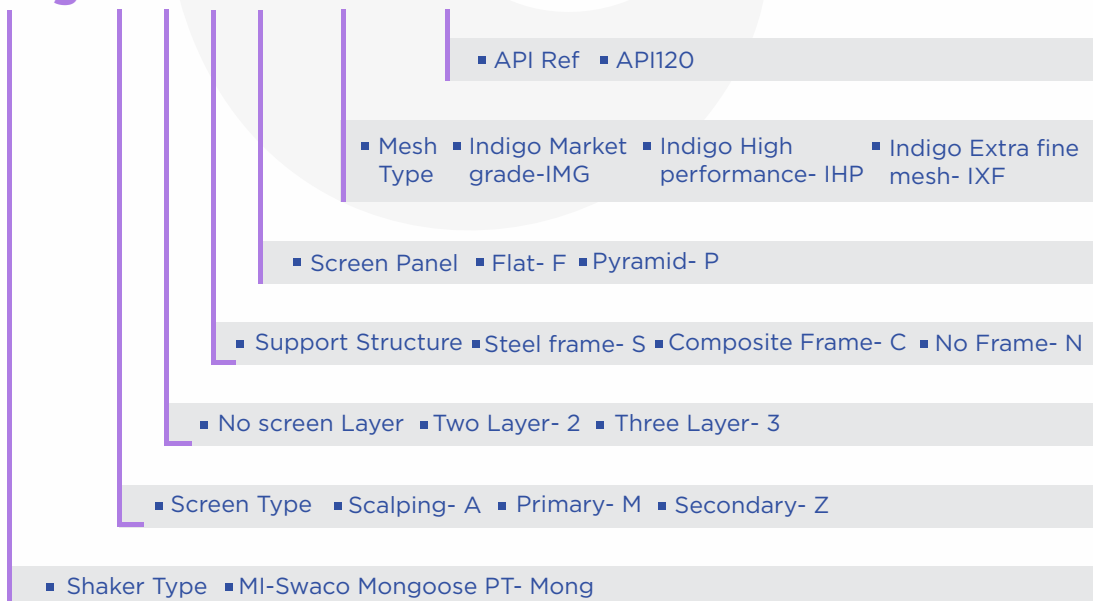 ▪ API Ref ▪ API120
▪ Mesh Type ▪ Indigo Market grade-IMG ▪ Indigo High performance- IHP ▪ Indigo Extra fine mesh- IXF
▪ Screen Panel ▪ Flat- F ▪ Pyramid- P
▪ Support Structure ▪ Steel frame- S ▪ Composite Frame- C ▪ No Frame- N
▪ No screen Layer ▪ Two Layer- 2 ▪ Three Layer- 3
▪ Screen Type ▪ Scalping- A ▪ Primary- M ▪ Secondary- Z
▪ Shaker Type ▪ MI-Swaco Mongoose PT- Mong